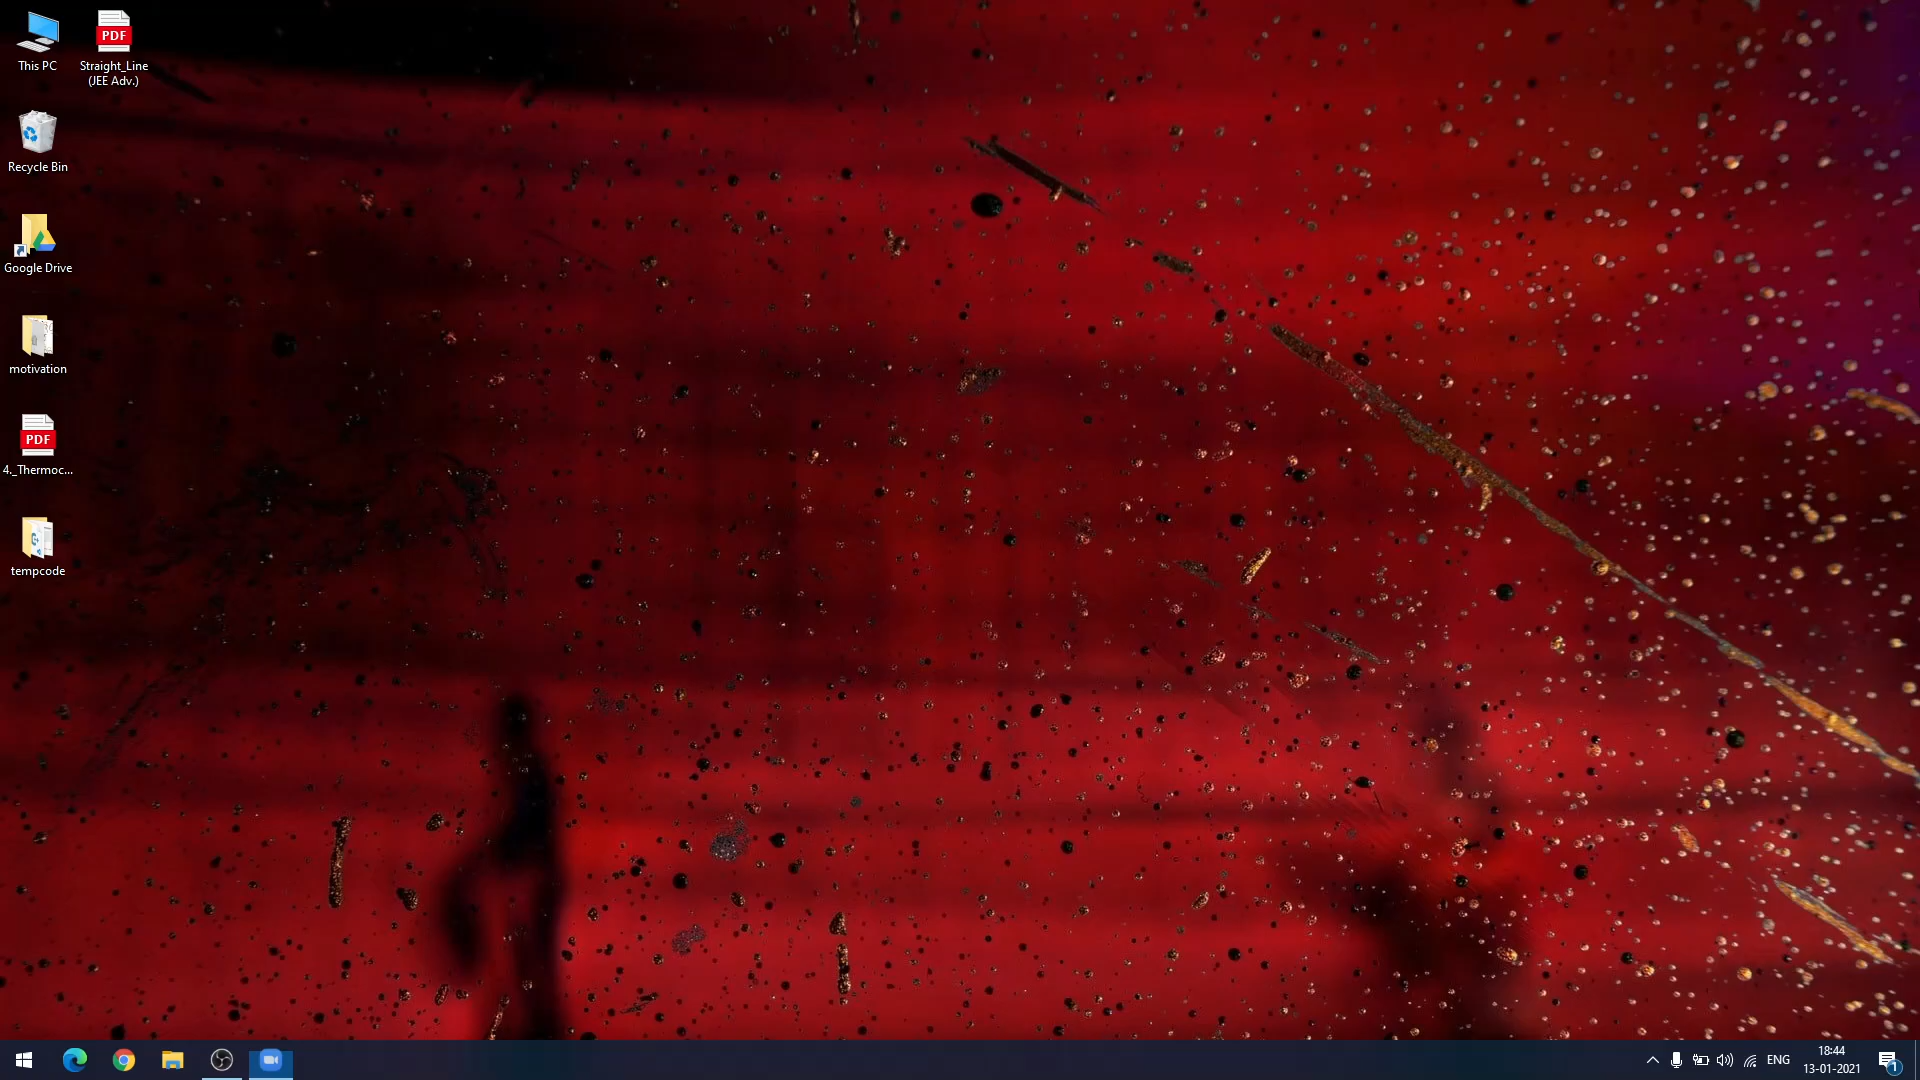 This PC
Straight_Line
(JEE Adv.)
PDF
Recycle Bin
Google Drive
motivation
PDF
4._Thermoc...
tempcode
ENG
18:44
13-01-2021
1